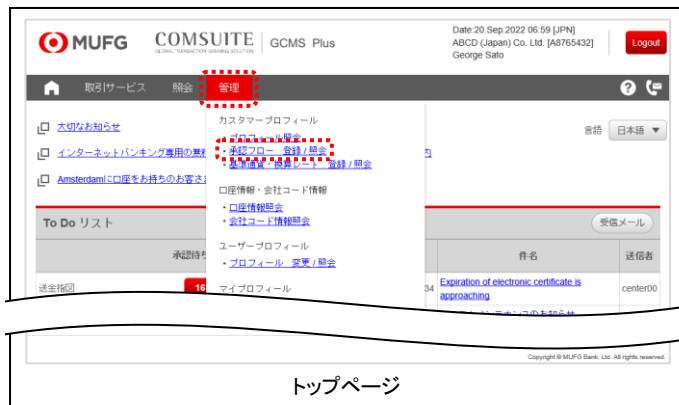 MUFG COMSUITE GCMS Plus
GLOBAL TRANSACTION BANKING SOLUTION
Date:20.Sep.2022 06:59 [JPN]
ABCD (Japan) Co. Ltd. [A8765432]
George Sato
Logout
取引サービス 照会 管理
大切なお知らせ
インターネットバンキング専用の無
内
Amsterdamに口座をお持ちのお客さ
言語 日本語
カスタマープロフィール
・プロフィール照会
・承認フロー 登録/照会
・基準通貨・換算レート 登録/照会
口座情報・会社コード情報
・口座情報照会
・会社コード情報照会
ユーザープロフィール
・プロフィール 変更/照会
マイプロフィール
To Do リスト
受信メール
承認待ち
件名
送信者
送金指図
16
34
Expiration of electronic certificate is
approaching
center00
Copyright © MUFG Bank, Ltd. All rights reserved.
トップページ